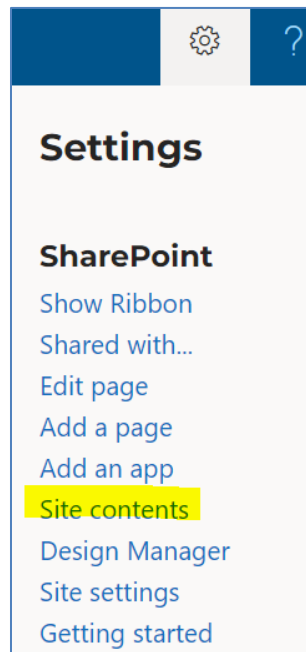 ?
Settings
SharePoint
Show Ribbon
Shared with...
Edit page
Add a page
Add an app
Site contents
Design Manager
Site settings
Getting started